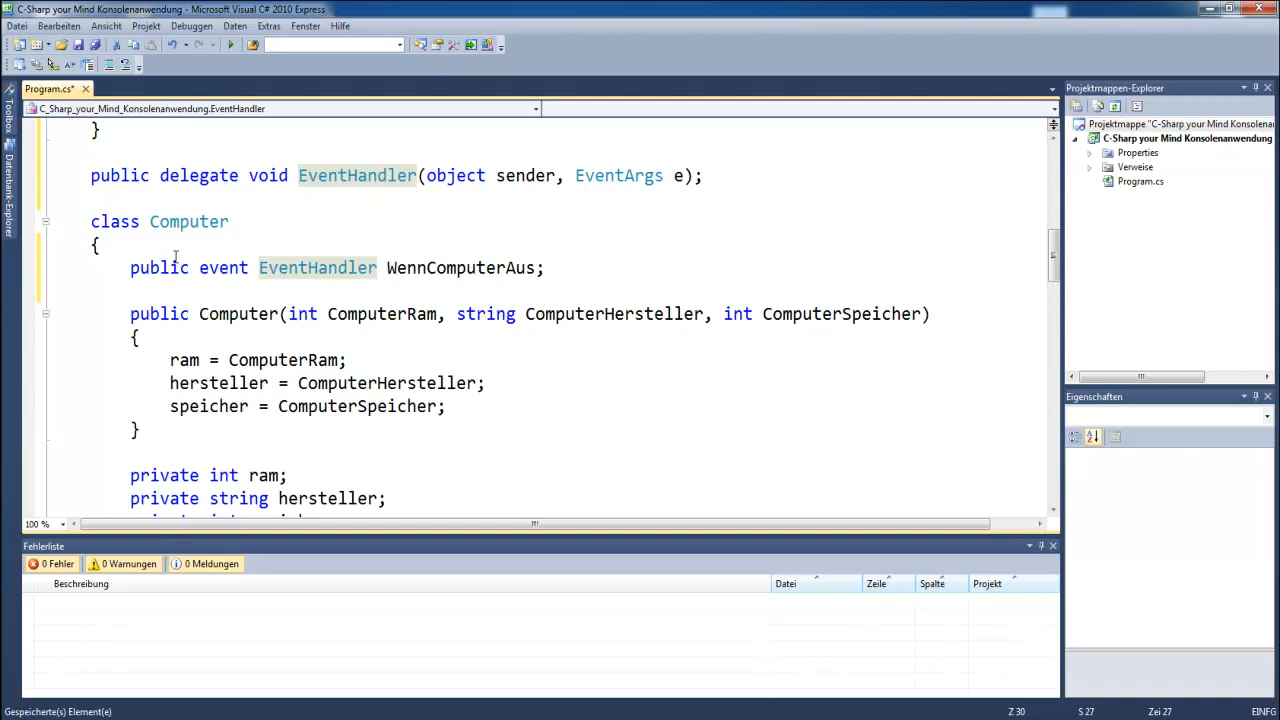 C-Sharp your Mind Konsolenanwendung - Microsoft Visual C# 2010 Express
Datei Bearbeiten Ansicht Projekt Debuggen Daten Extras Fenster Hilfe
Program.cs*
C_Sharp_your_Mind_Konsolenanwendung.EventHandler
Toolbox
Datenbank-Explorer
}
public delegate void EventHandler(object sender, EventArgs e);
class Computer
{
public event EventHandler WennComputerAus;
public Computer(int ComputerRam, string ComputerHersteller, int ComputerSpeicher)
{
ram = ComputerRam;
hersteller = ComputerHersteller;
speicher = ComputerSpeicher;
}
private int ram;
private string hersteller;
100 %
Projektmappen-Explorer
Projektmappe "C-Sharp your Mind Konsolenan
C-Sharp your Mind Konsolenanwendung
Properties
Verweise
Program.cs
Eigenschaften
Fehlerliste
0 Fehler 0 Warnungen 0 Meldungen
Beschreibung Datei Zeile Spalte Projekt
Gespeicherte(s) Element(e) Z 30 S 27 Zei 27 EINFG